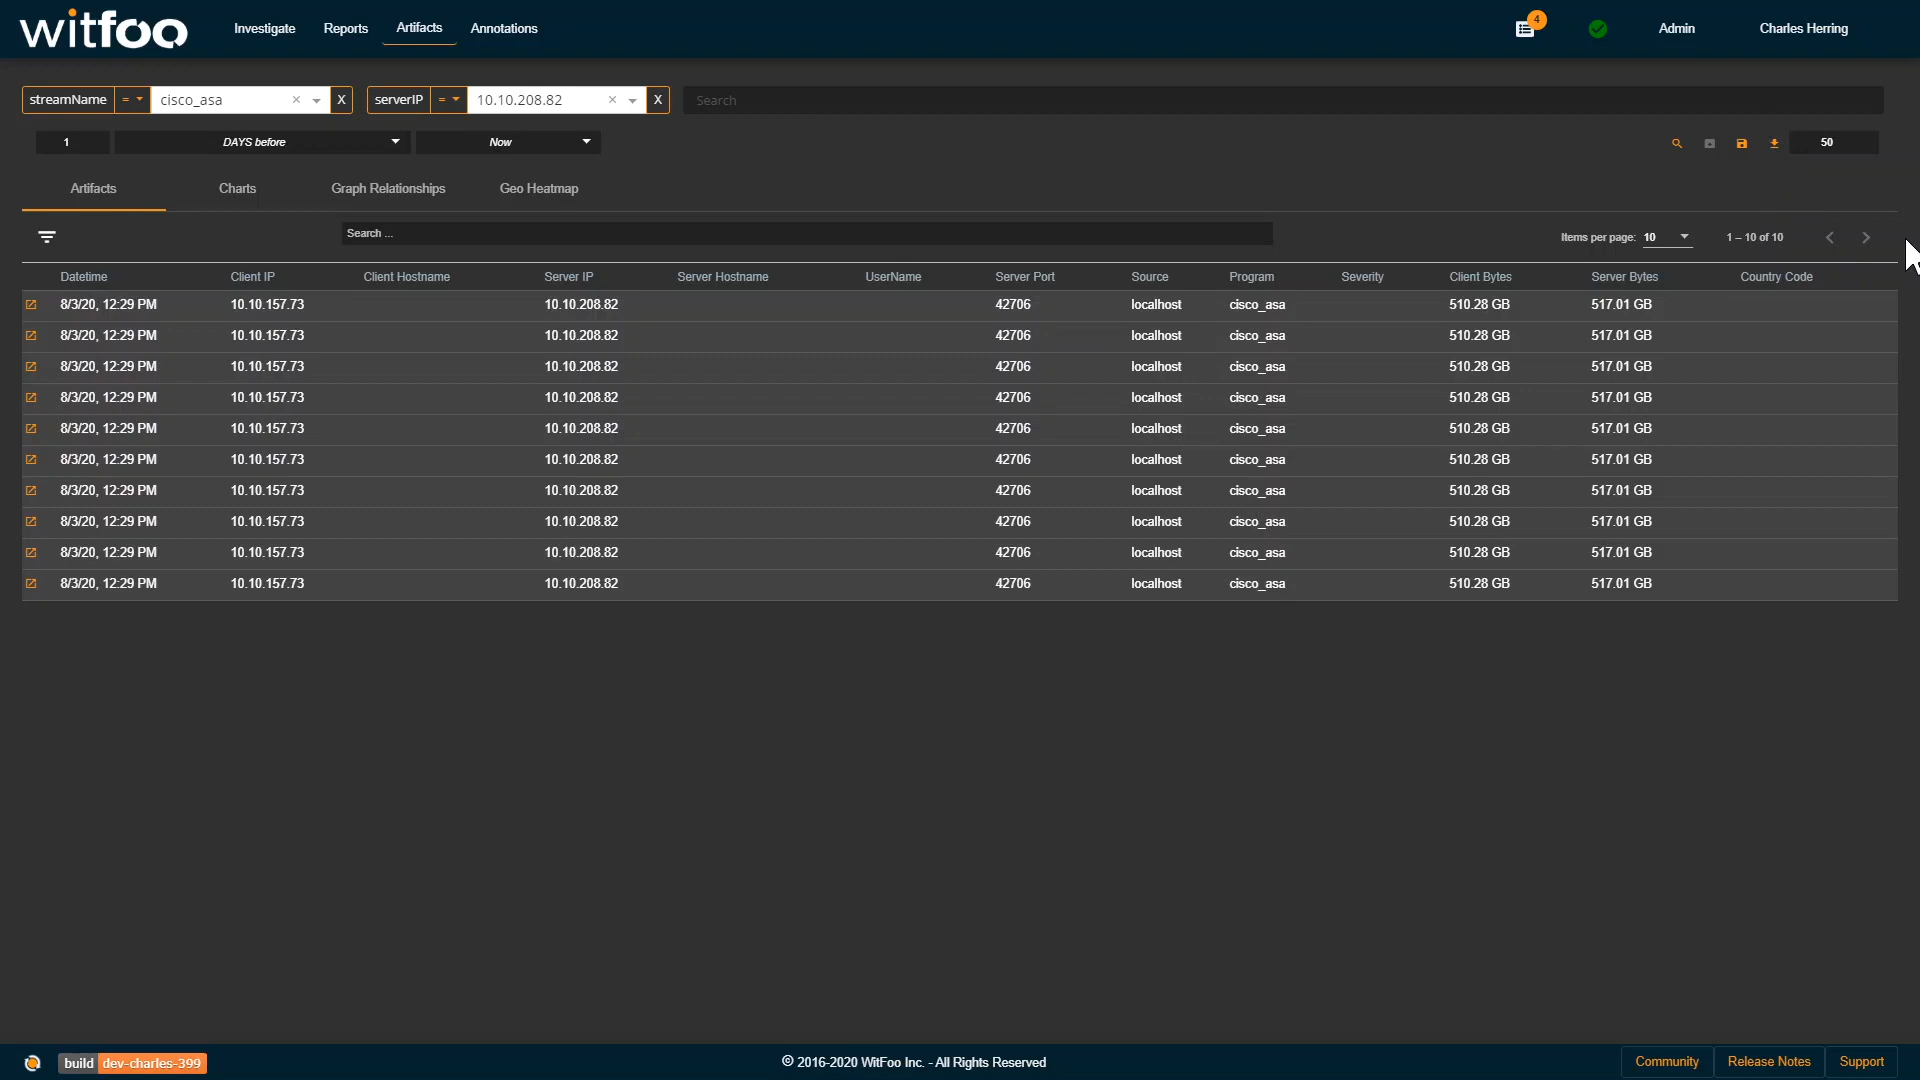 witfoo Investigate Reports Artifacts Annotations 4 Admin Charles Herring
streamName = cisco_asa × X serverIP = 10.10.208.82 × X Search
1 DAYS before Now 50
Artifacts Charts Graph Relationships Geo Heatmap
Search ... Items per page: 10 1 – 10 of 10
Datetime Client IP Client Hostname Server IP Server Hostname UserName Server Port Source Program Severity Client Bytes Server Bytes Country Code
8/3/20, 12:29 PM 10.10.157.73 10.10.208.82 42706 localhost cisco_asa 510.28 GB 517.01 GB
8/3/20, 12:29 PM 10.10.157.73 10.10.208.82 42706 localhost cisco_asa 510.28 GB 517.01 GB
8/3/20, 12:29 PM 10.10.157.73 10.10.208.82 42706 localhost cisco_asa 510.28 GB 517.01 GB
8/3/20, 12:29 PM 10.10.157.73 10.10.208.82 42706 localhost cisco_asa 510.28 GB 517.01 GB
8/3/20, 12:29 PM 10.10.157.73 10.10.208.82 42706 localhost cisco_asa 510.28 GB 517.01 GB
8/3/20, 12:29 PM 10.10.157.73 10.10.208.82 42706 localhost cisco_asa 510.28 GB 517.01 GB
8/3/20, 12:29 PM 10.10.157.73 10.10.208.82 42706 localhost cisco_asa 510.28 GB 517.01 GB
8/3/20, 12:29 PM 10.10.157.73 10.10.208.82 42706 localhost cisco_asa 510.28 GB 517.01 GB
8/3/20, 12:29 PM 10.10.157.73 10.10.208.82 42706 localhost cisco_asa 510.28 GB 517.01 GB
8/3/20, 12:29 PM 10.10.157.73 10.10.208.82 42706 localhost cisco_asa 510.28 GB 517.01 GB
build dev-charles-399 © 2016-2020 WitFoo Inc. - All Rights Reserved Community Release Notes Support